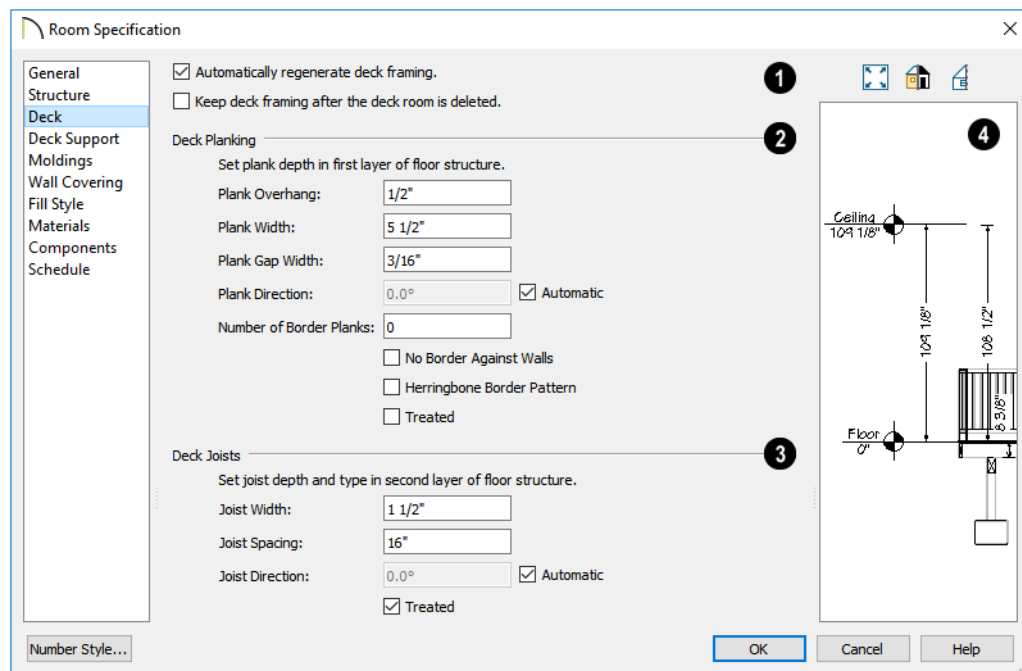 Room Specification
General
Structure
Deck
Deck Support
Moldings
Wall Covering
Fill Style
Materials
Components
Schedule
Automatically regenerate deck framing.
1
Keep deck framing after the deck room is deleted.
Deck Planking
2
Set plank depth in first layer of floor structure.
Plank Overhang: 1/2"
Plank Width: 5 1/2"
Plank Gap Width: 3/16"
Plank Direction: 0.0° Automatic
Number of Border Planks: 0
No Border Against Walls
Herringbone Border Pattern
Treated
Deck Joists
3
Set joist depth and type in second layer of floor structure.
Joist Width: 1 1/2"
Joist Spacing: 16"
Joist Direction: 0.0° Automatic
Treated
4
Ceiling
109 1/8"
109 1/8"
108 1/2"
8 3/8"
Floor
0"
Number Style...
OK
Cancel
Help